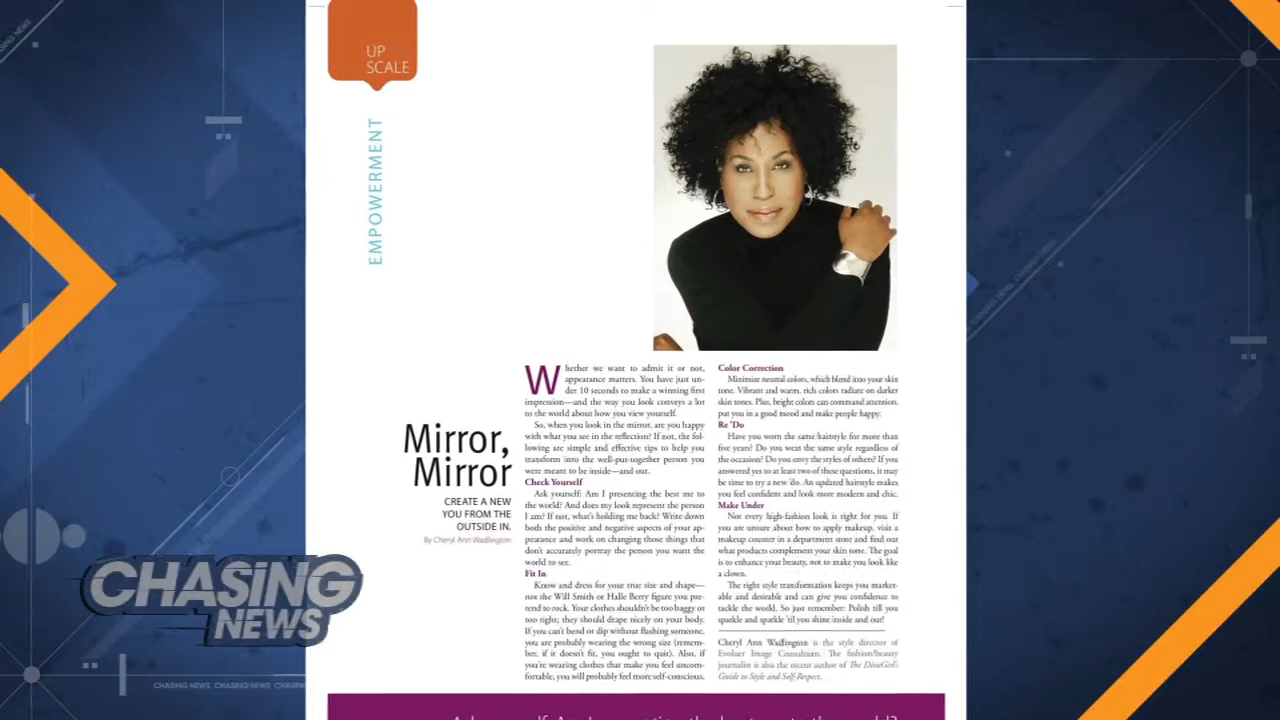 UP
SCALE
EMPOWERMENT
Mirror,
Mirror
CREATE A NEW
YOU FROM THE
OUTSIDE IN.
By Cheryl Ann Wadlington
Whether we want to admit it or not,
appearance matters. You have just un-
der 10 seconds to make a winning first
impression—and the way you look conveys a lot
to the world about how you view yourself.
So, when you look in the mirror, are you happy
with what you see in the reflection? If not, the fol-
lowing are simple and effective tips to help you
transform into the well-put-together person you
were meant to be inside—and out.
Check Yourself
Ask yourself: Am I presenting the best me to
the world? And does my look represent the person
I am? If not, what's holding me back? Write down
both the positive and negative aspects of your ap-
pearance and work on changing those things that
don't accurately portray the person you want the
world to see.
Fit In
Know and dress for your true size and shape—
not the Will Smith or Halle Berry figure you pre-
tend to rock. Your clothes shouldn't be too baggy or
too tight; they should drape nicely on your body.
If you can't bend or dip without flashing someone,
you are probably wearing the wrong size (remem-
ber, if it doesn't fit, you ought to quit). Also, if
you're wearing clothes that make you feel uncom-
fortable, you will probably feel more self-conscious.
Color Correction
Minimize neutral colors, which blend into your skin
tone. Vibrant and warm, rich colors radiate on darker
skin tones. Plus, bright colors can command attention,
put you in a good mood and make people happy.
Re 'Do
Have you worn the same hairstyle for more than
five years? Do you wear the same style regardless of
the occasion? Do you envy the styles of others? If you
answered yes to at least two of these questions, it may
be time to try a new 'do. An updated hairstyle makes
you feel confident and look more modern and chic.
Make Under
Not every high-fashion look is right for you. If
you are unsure about how to apply makeup, visit a
makeup counter in a department store and find out
what products complement your skin tone. The goal
is to enhance your beauty, not to make you look like
a clown.
The right style transformation keeps you market-
able and desirable and can give you confidence to
tackle the world. So just remember: Polish till you
sparkle and sparkle 'til you shine inside and out!
Cheryl Ann Wadlington is the style director of
Evoluer Image Consultants. The fashion/beauty
journalist is also the recent author of The DivaGirl's
Guide to Style and Self-Respect.
CHASING
NEWS
CHASING NEWS CHASING NEWS CHASING